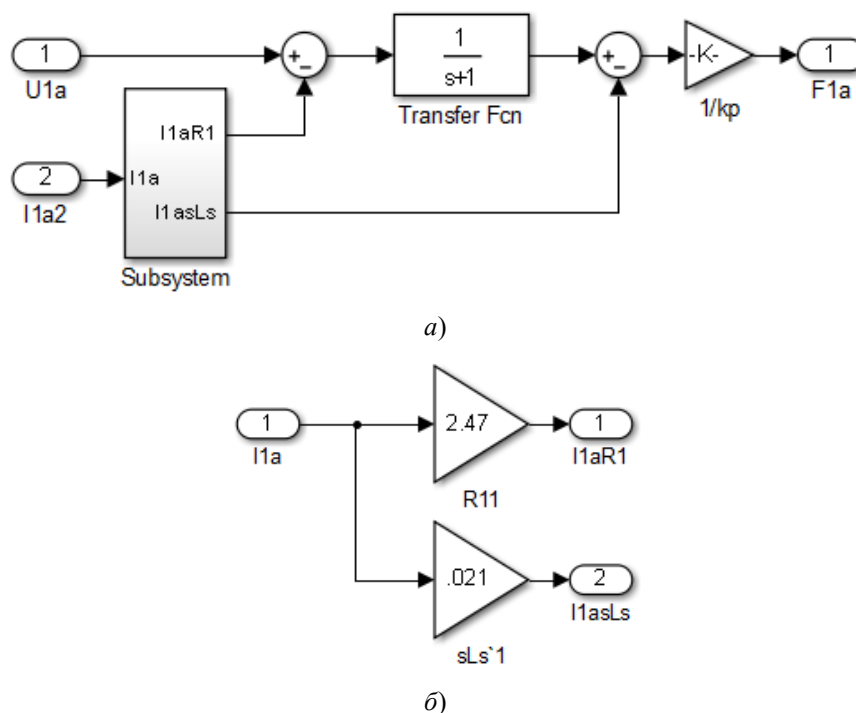 1
U1a
+
−
1
s+1
Transfer Fcn
+
−
-K-
1/kp
1
F1a
I1aR1
2
I1a2
I1a
I1asLs
Subsystem
а)
1
I1a
2.47
R11
1
I1aR1
.021
sLs`1
2
I1asLs
б)